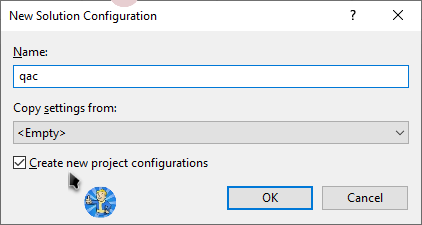 New Solution Configuration
?
Name:
qac
Copy settings from:
<Empty>
Create new project configurations
OK
Cancel